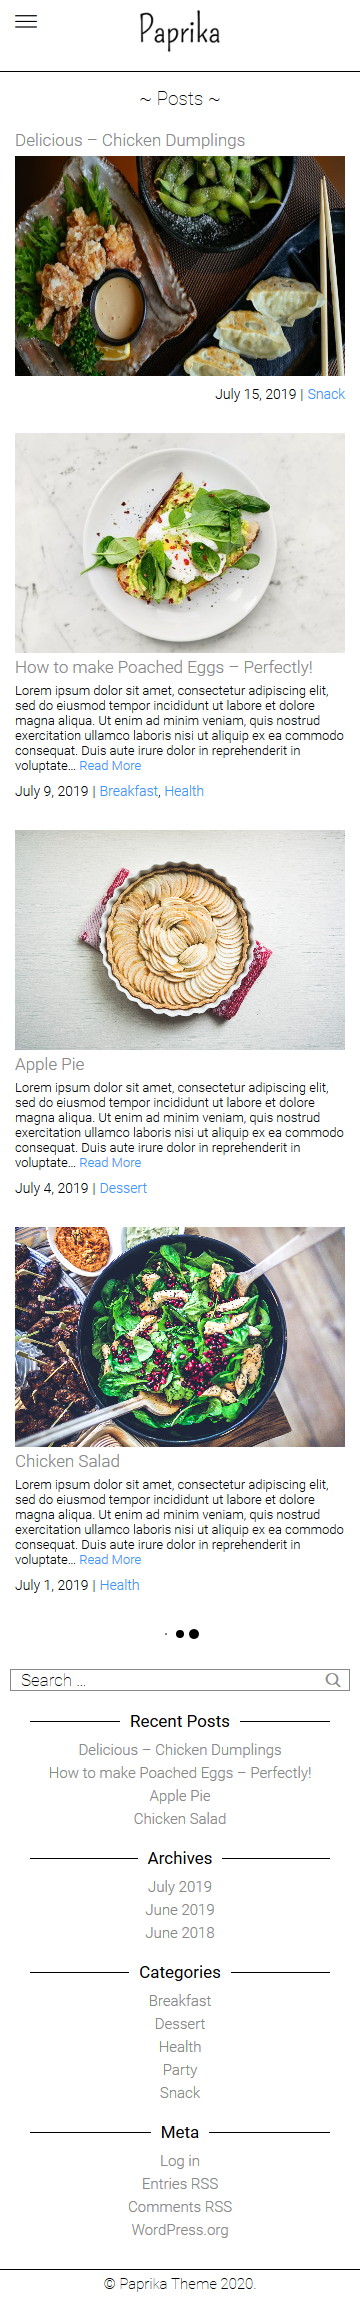 Paprika
~ Posts ~
Delicious – Chicken Dumplings
July 15, 2019 | Snack
How to make Poached Eggs – Perfectly!
Lorem ipsum dolor sit amet, consectetur adipiscing elit,
sed do eiusmod tempor incididunt ut labore et dolore
magna aliqua. Ut enim ad minim veniam, quis nostrud
exercitation ullamco laboris nisi ut aliquip ex ea commodo
consequat. Duis aute irure dolor in reprehenderit in
voluptate... Read More
July 9, 2019 | Breakfast, Health
Apple Pie
Lorem ipsum dolor sit amet, consectetur adipiscing elit,
sed do eiusmod tempor incididunt ut labore et dolore
magna aliqua. Ut enim ad minim veniam, quis nostrud
exercitation ullamco laboris nisi ut aliquip ex ea commodo
consequat. Duis aute irure dolor in reprehenderit in
voluptate... Read More
July 4, 2019 | Dessert
Chicken Salad
Lorem ipsum dolor sit amet, consectetur adipiscing elit,
sed do eiusmod tempor incididunt ut labore et dolore
magna aliqua. Ut enim ad minim veniam, quis nostrud
exercitation ullamco laboris nisi ut aliquip ex ea commodo
consequat. Duis aute irure dolor in reprehenderit in
voluptate... Read More
July 1, 2019 | Health
Search ...
Recent Posts
Delicious – Chicken Dumplings
How to make Poached Eggs – Perfectly!
Apple Pie
Chicken Salad
Archives
July 2019
June 2019
June 2018
Categories
Breakfast
Dessert
Health
Party
Snack
Meta
Log in
Entries RSS
Comments RSS
WordPress.org
© Paprika Theme 2020.